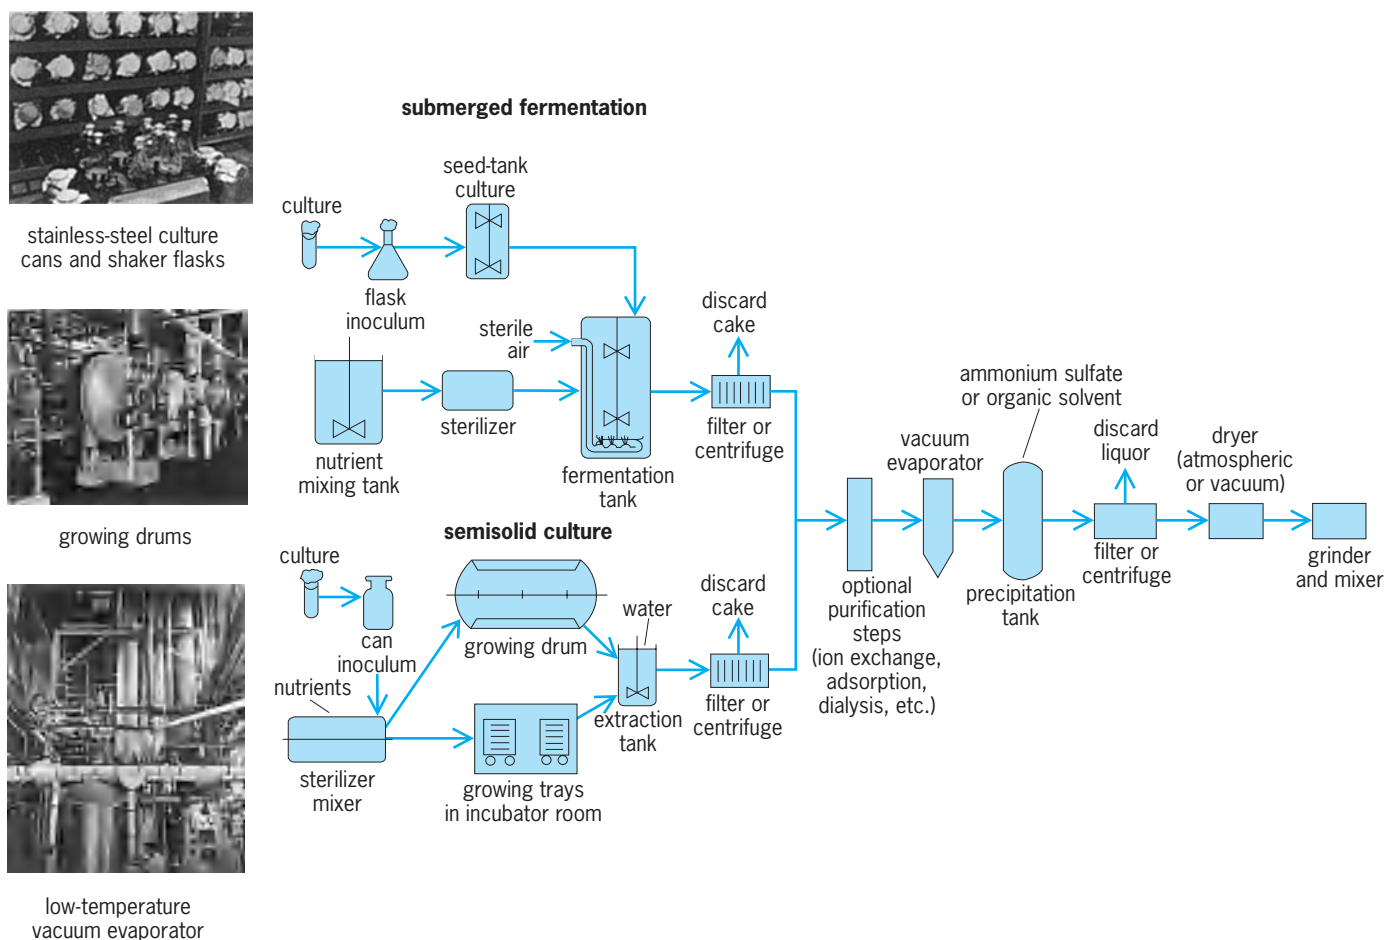 stainless-steel culture
cans and shaker flasks
growing drums
low-temperature
vacuum evaporator
submerged fermentation
culture
flask
inoculum
seed-tank
culture
nutrient
mixing tank
sterilizer
sterile
air
fermentation
tank
discard
cake
filter or
centrifuge
semisolid culture
culture
can
inoculum
nutrients
sterilizer
mixer
growing drum
growing trays
in incubator room
water
extraction
tank
discard
cake
filter or
centrifuge
optional
purification
steps
(ion exchange,
adsorption,
dialysis, etc.)
vacuum
evaporator
ammonium sulfate
or organic solvent
precipitation
tank
discard
liquor
filter or
centrifuge
dryer
(atmospheric
or vacuum)
grinder
and mixer